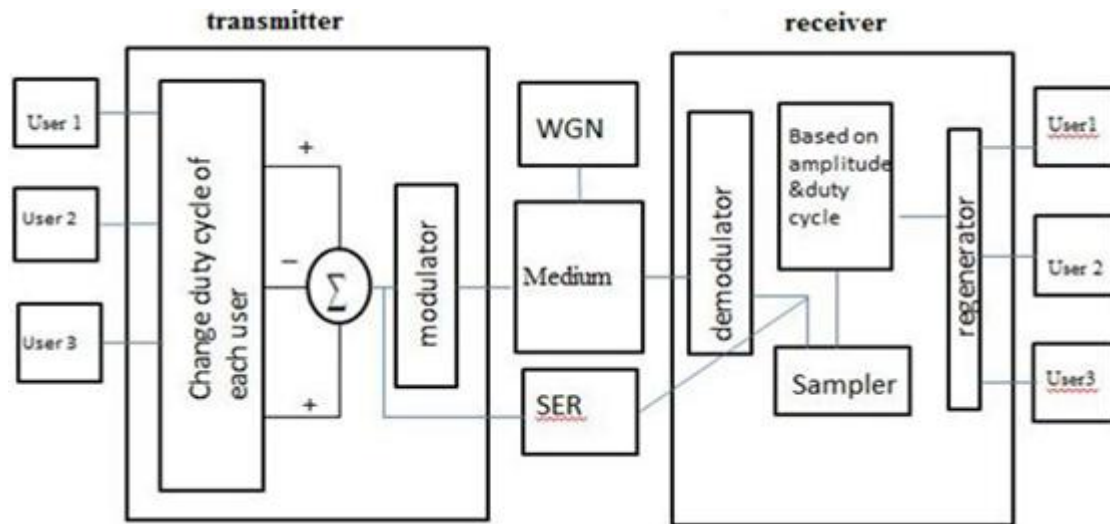 transmitter
receiver
User 1
User 2
User 3
Change duty cycle of
each user
+
−
+
∑
modulator
WGN
Medium
SER
demodulator
Based on
amplitude
&duty
cycle
Sampler
regenerator
User1
User 2
User3